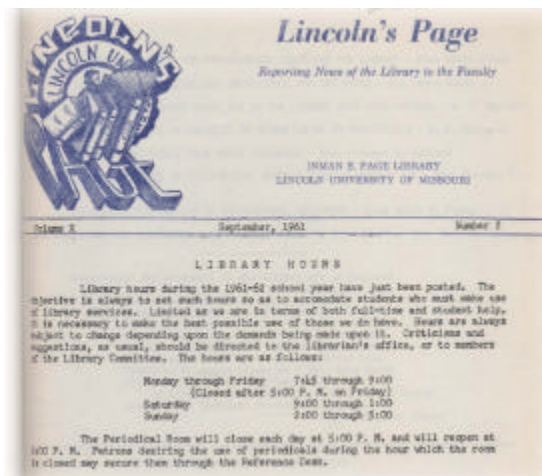 LINCOLN'S
LINCOLN UN
PAGE
Lincoln's Page
Reporting News of the Library to the Faculty
INMAN E. PAGE LIBRARY
LINCOLN UNIVERSITY OF MISSOURI
olume X September, 1961 Number
LIBRARY HOURS
Library hours during the 1961-62 school year have just been posted. The
bjective is always to set such hours so as to accomodate students who must make use
of library services. Limited as we are in terms of both full-time and student help,
it is necessary to make the best possible use of those we do have. Hours are always
ubject to change depending upon the demands being made upon it. Criticisms and
uggestions, as usual, should be directed to the librarian's office, or to members
of the Library Committee. The hours are as follows:
Monday through Friday 7:45 through 9:00
(Closed after 5:00 P. M. on Friday)
Saturday 9:00 through 1:00
Sunday 2:00 through 5:00
The Periodical Room will close each day at 5:00 P. M. and will reopen at
:00 P. M. Patrons desiring the use of periodicals during the hour which the room
is closed may secure them through the Reference Desk.